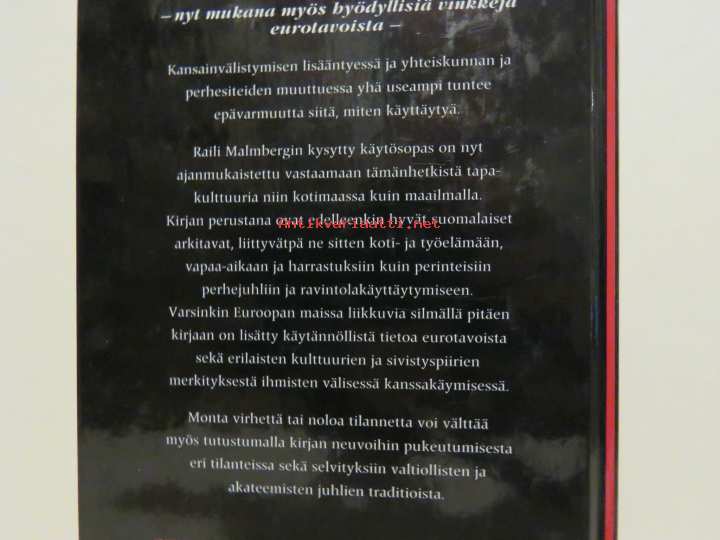 – nyt mukana myös hyödyllisiä vinkkejä
eurotavoista –
Kansainvälistymisen lisääntyessä ja yhteiskunnan ja
perhesiteiden muuttuessa yhä useampi tuntee
epävarmuutta siitä, miten käyttäytyä.
Raili Malmbergin kysytty käytösopas on nyt
ajanmukaistettu vastaamaan tämänhetkistä tapa-
kulttuuria niin kotimaassa kuin maailmalla.
Kirjan perustana ovat edelleenkin hyvät suomalaiset
Antikvariaatti.net
arkitavat, liittyvätpä ne sitten koti- ja työelämään,
vapaa-aikaan ja harrastuksiin kuin perinteisiin
perhejuhliin ja ravintolakäyttäytymiseen.
Varsinkin Euroopan maissa liikkuvia silmällä pitäen
kirjaan on lisätty käytännöllistä tietoa eurotavoista
sekä erilaisten kulttuurien ja sivistyspiirien
merkityksestä ihmisten välisessä kanssakäymisessä.
Monta virhettä tai noloa tilannetta voi välttää
myös tutustumalla kirjan neuvoihin pukeutumisesta
eri tilanteissa sekä selvityksiin valtiollisten ja
akateemisten juhlien traditioista.